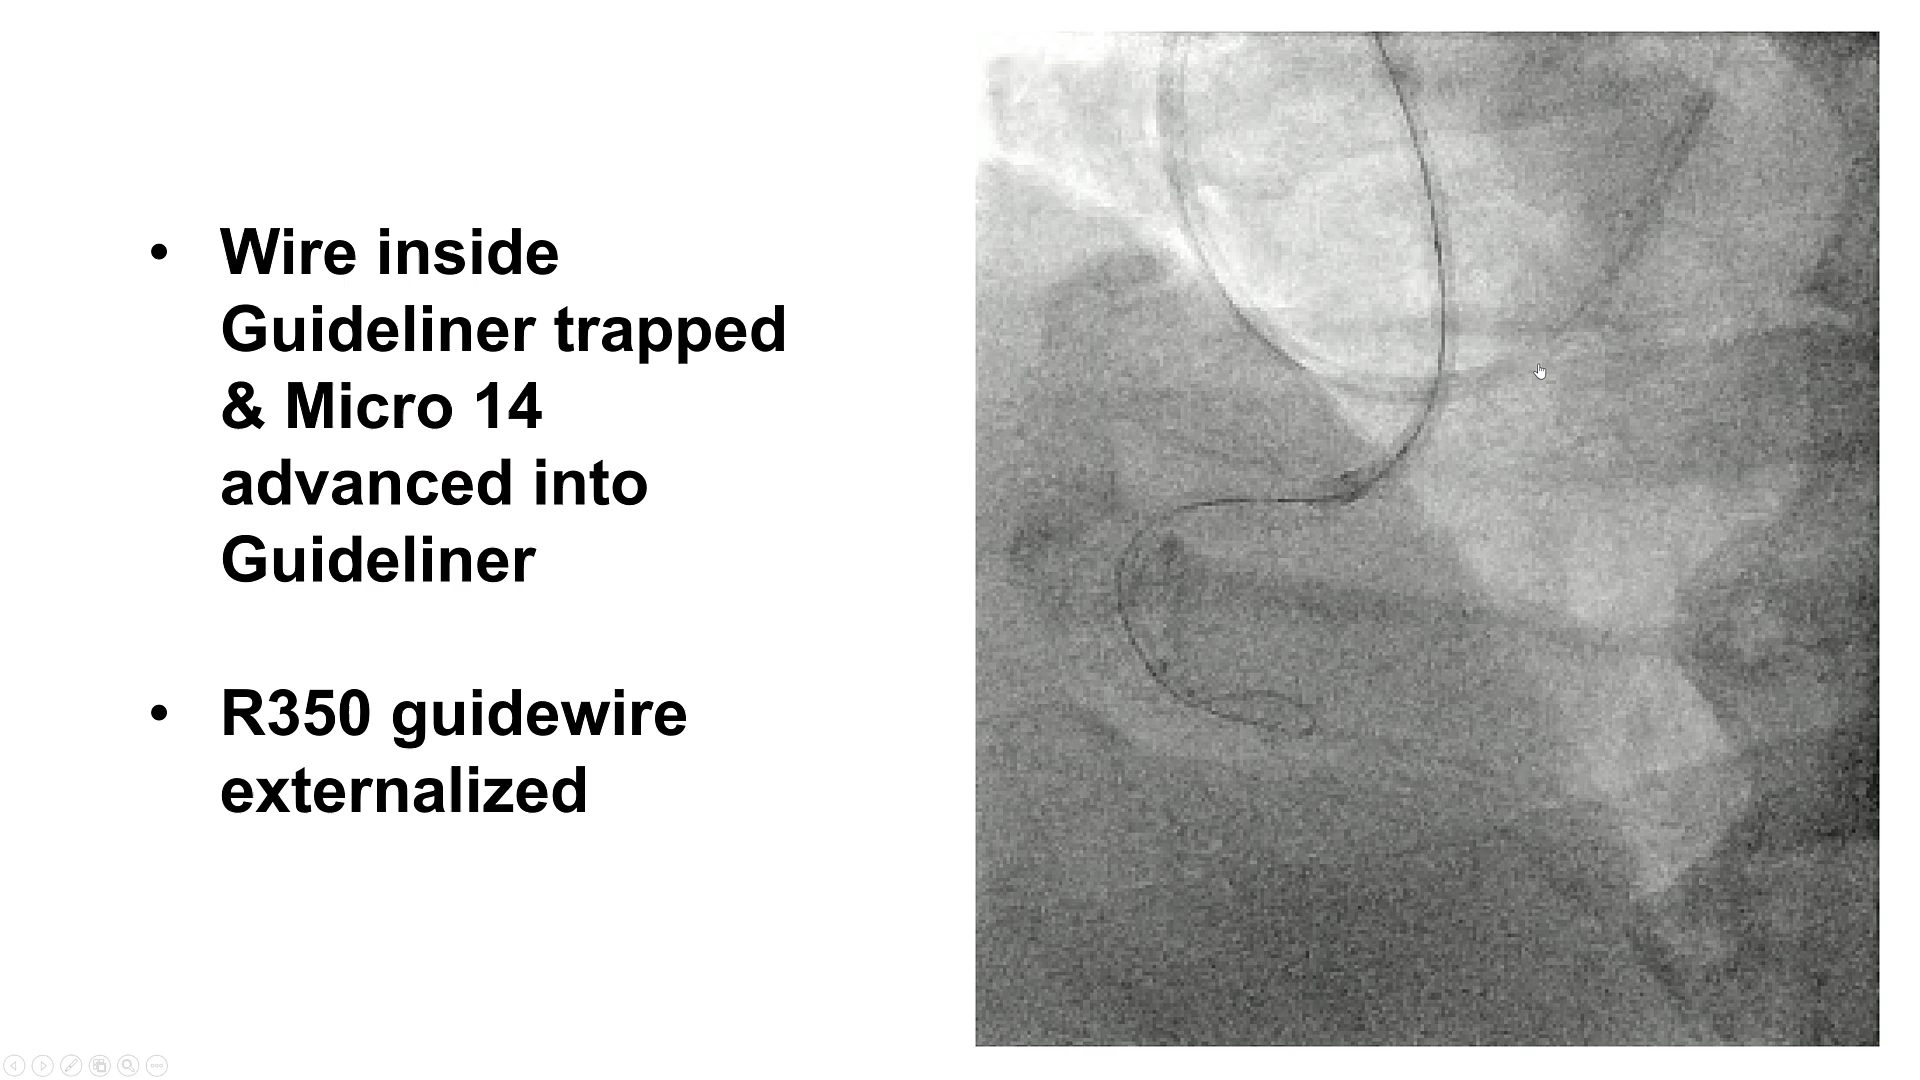 • Wire inside
Guideliner trapped
& Micro 14
advanced into
Guideliner
• R350 guidewire
externalized